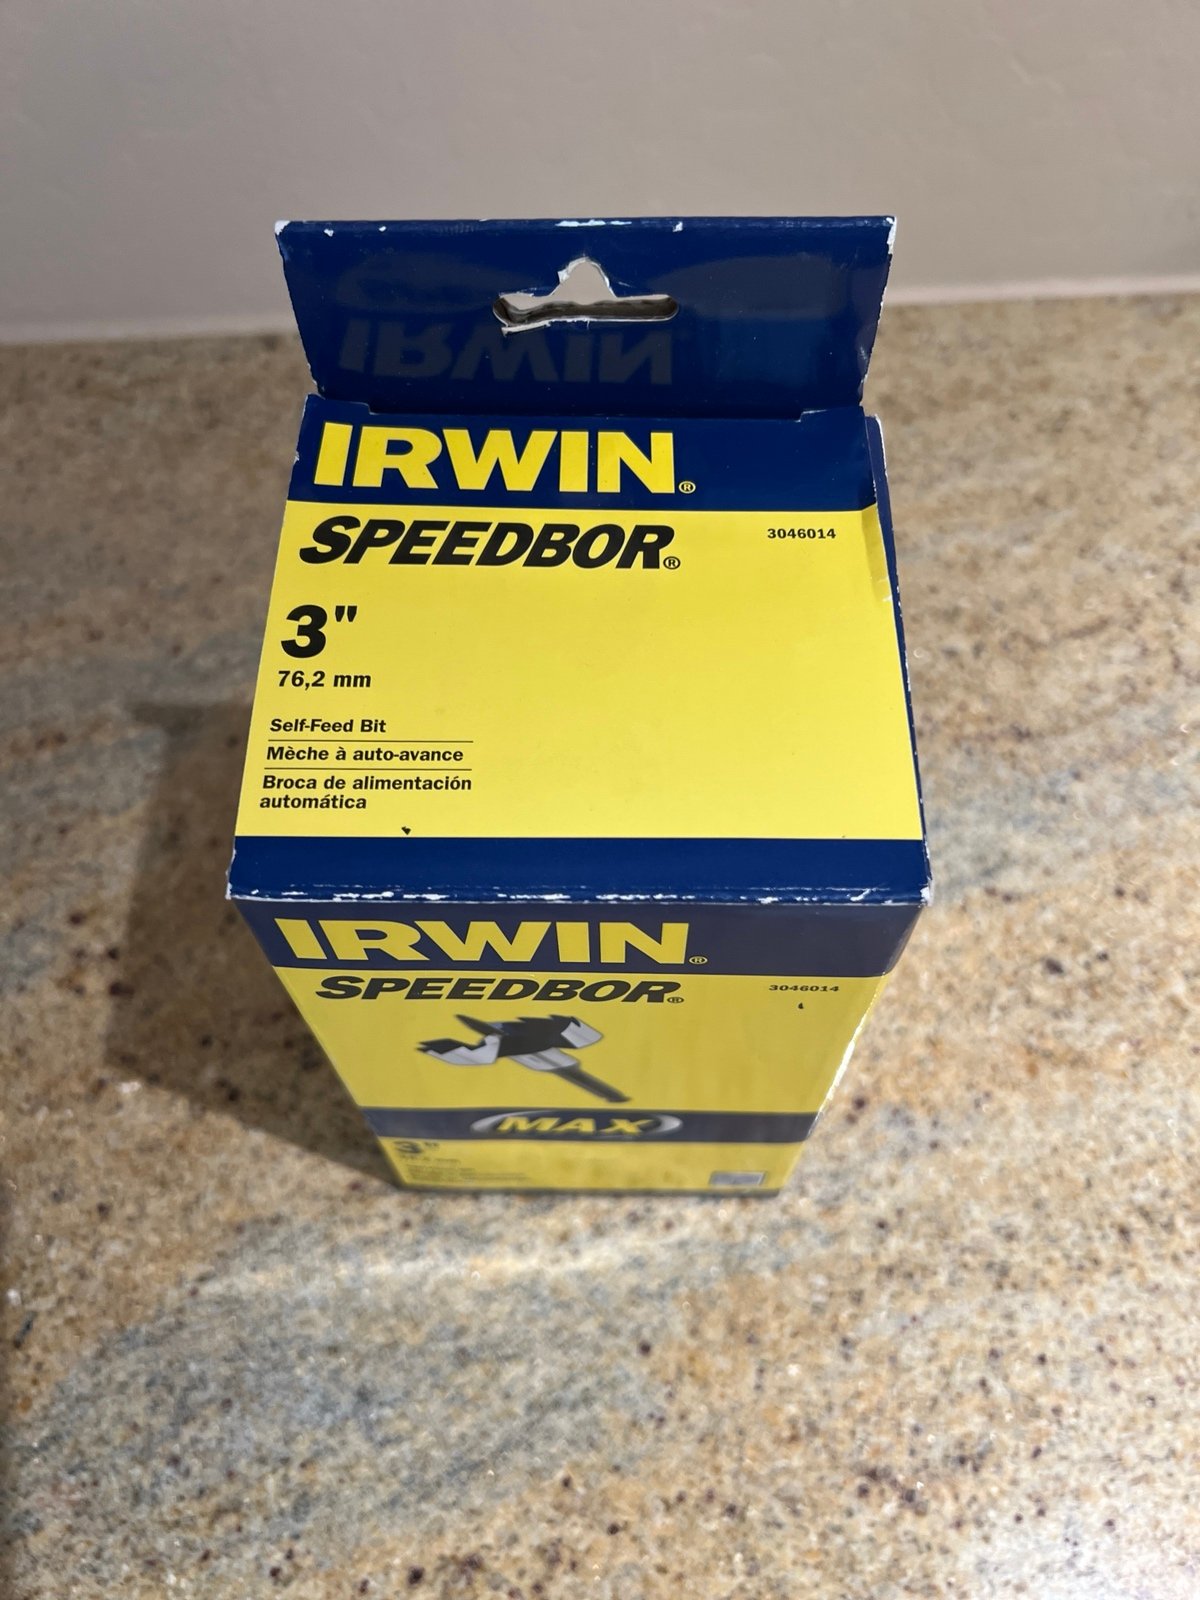 IRWIN®
SPEEDBOR®
3046014
3"
76,2 mm
Self-Feed Bit
Mèche à auto-avance
Broca de alimentación
automática
IRWIN®
SPEEDBOR®
3046014
MAX
3"